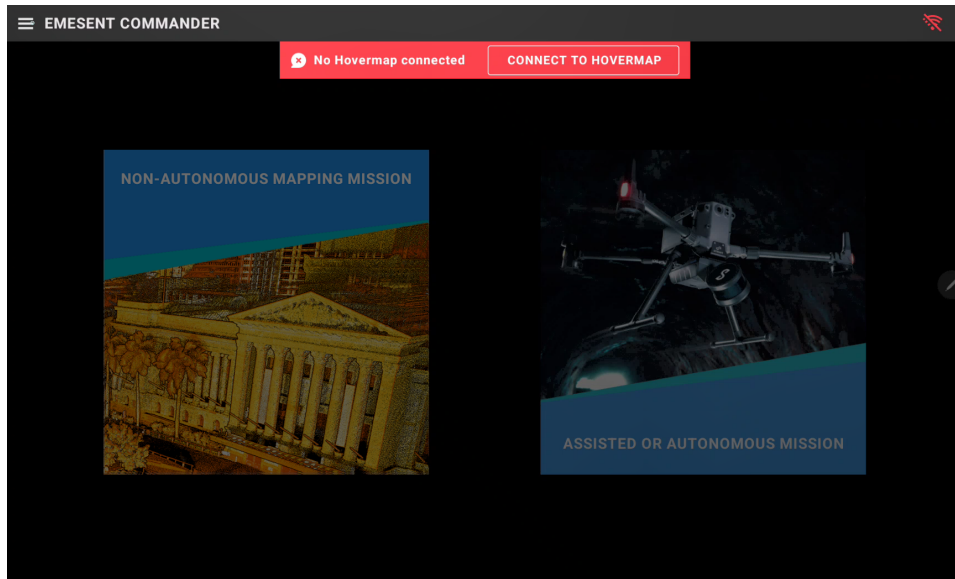 EMESENT COMMANDER
No Hovermap connected
CONNECT TO HOVERMAP
NON-AUTONOMOUS MAPPING MISSION
ASSISTED OR AUTONOMOUS MISSION